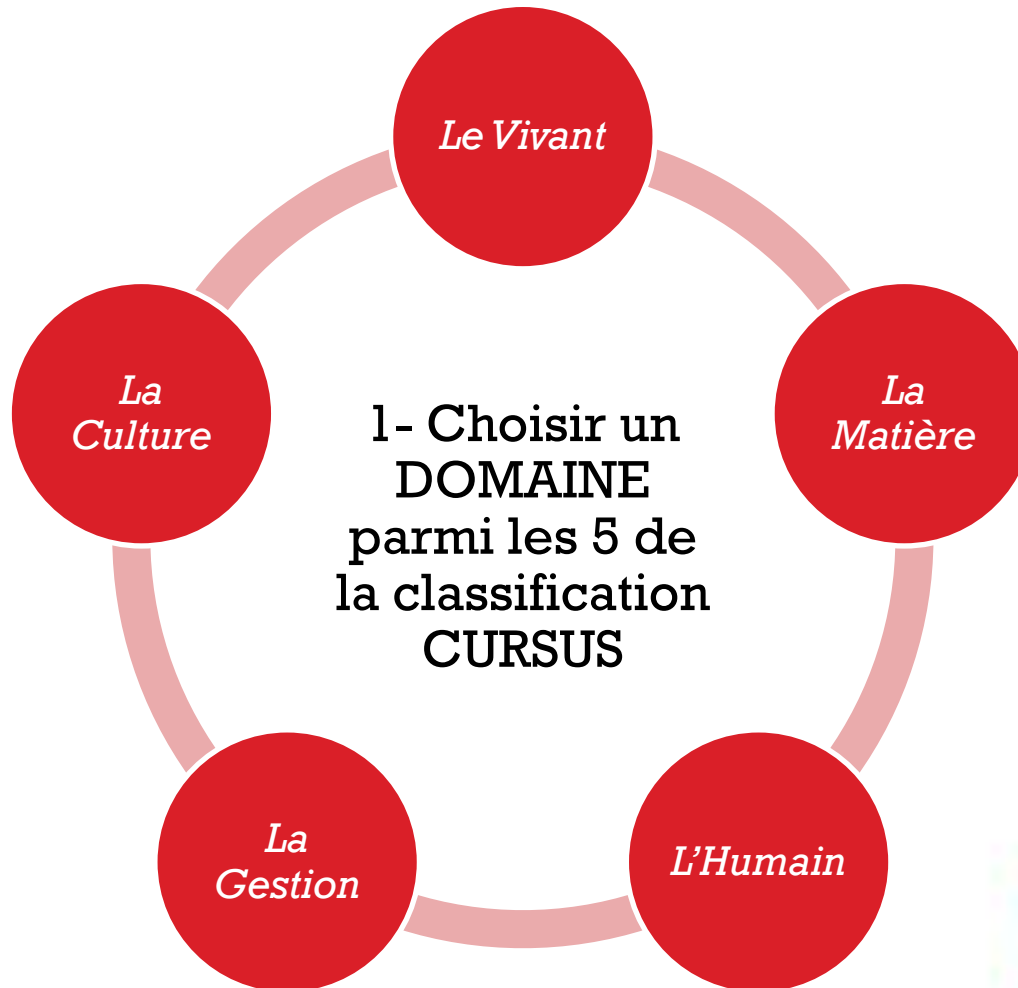 Le Vivant
La
Matière
L’Humain
La
Gestion
La
Culture
1- Choisir un
DOMAINE
parmi les 5 de
la classification
CURSUS